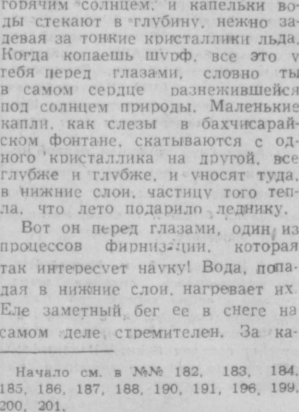 горячим солнцем, и капельки во-
ды стекают в глубину, нежно за-
девая за тонкие кристаллики льда.
Когда копаешь шурф, все это у
тебя перед глазами, словно ты
в самом сердце разнежившейся
под солнцем природы. Маленькие
капли, как слезы в бахчисарай-
ском фонтане, скатываются с од-
ного кристаллика на другой, все
глубже и глубже, и уносят туда,
в нижние слои, частицу того теп-
ла, что лето подарило леднику.
Вот он перед глазами, один из
процессов фирнизации, которая
так интересует науку! Вода, попа-
дая в нижние слои, нагревает их.
Еле заметный бег ее в снеге на
самом деле стремителен. За ка-
Начало см. в №№ 182, 183, 184,
185, 186, 187, 188, 190, 191, 196, 199,
200, 201.